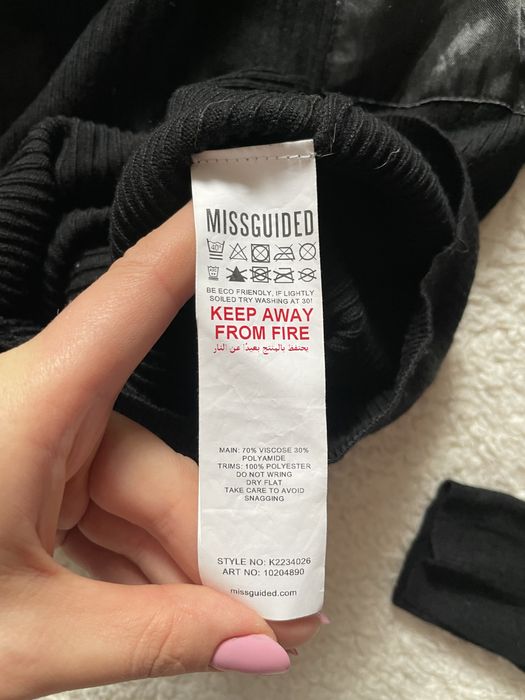 MISSGUIDED
40°
BE ECO FRIENDLY, IF LIGHTLY
SOILED TRY WASHING AT 30!
KEEP AWAY
FROM FIRE
يحتفظ بالمنتج بعيدًا عن النار
MAIN: 70% VISCOSE 30%
POLYAMIDE
TRIMS: 100% POLYESTER
DO NOT WRING
DRY FLAT
TAKE CARE TO AVOID
SNAGGING
STYLE NO: K2234026
ART NO: 10204890
missguided.com